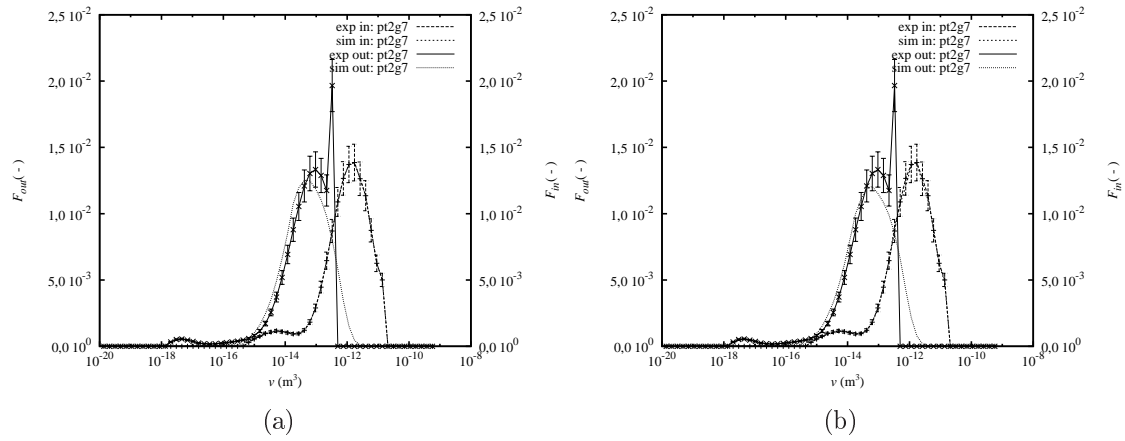 2,5 10⁻²
2,0 10⁻²
1,5 10⁻²
1,0 10⁻²
5,0 10⁻³
0,0 10⁰
F_out( - )
exp in: pt2g7
sim in: pt2g7
exp out: pt2g7
sim out: pt2g7
2,5 10⁻²
2,0 10⁻²
1,5 10⁻²
1,0 10⁻²
5,0 10⁻³
0,0 10⁰
F_in( - )
10⁻²⁰ 10⁻¹⁸ 10⁻¹⁶ 10⁻¹⁴ 10⁻¹² 10⁻¹⁰ 10⁻⁸
v (m³)
(a)
2,5 10⁻²
2,0 10⁻²
1,5 10⁻²
1,0 10⁻²
5,0 10⁻³
0,0 10⁰
F_out( - )
exp in: pt2g7
sim in: pt2g7
exp out: pt2g7
sim out: pt2g7
2,5 10⁻²
2,0 10⁻²
1,5 10⁻²
1,0 10⁻²
5,0 10⁻³
0,0 10⁰
F_in( - )
10⁻²⁰ 10⁻¹⁸ 10⁻¹⁶ 10⁻¹⁴ 10⁻¹² 10⁻¹⁰ 10⁻⁸
v (m³)
(b)